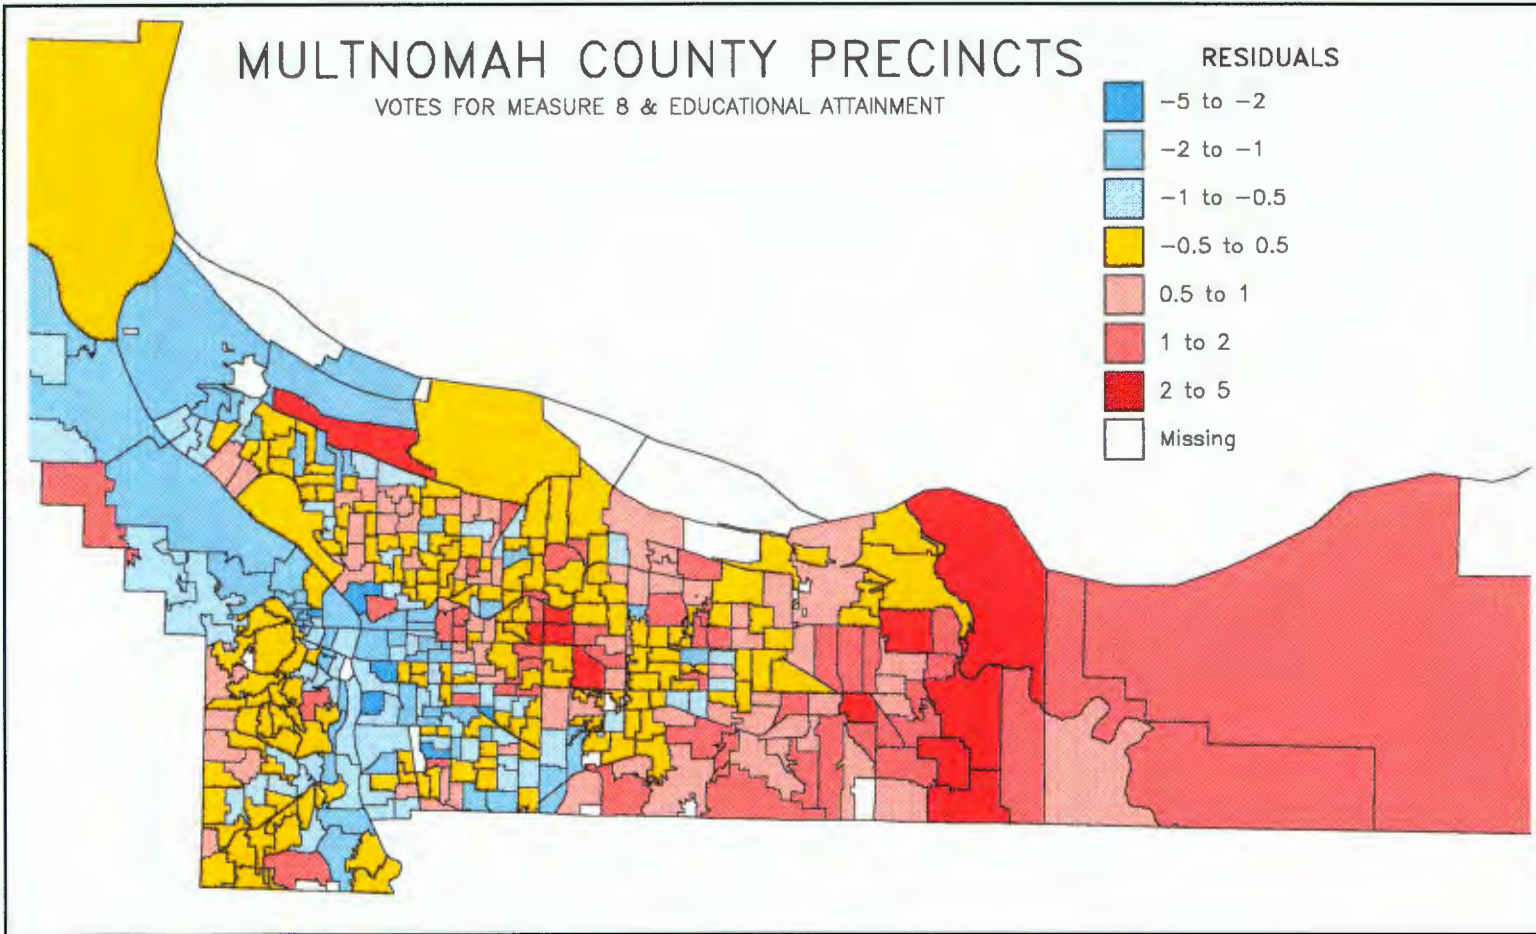 MULTNOMAH COUNTY PRECINCTS
VOTES FOR MEASURE 8 & EDUCATIONAL ATTAINMENT
RESIDUALS
−5 to −2
−2 to −1
−1 to −0.5
−0.5 to 0.5
0.5 to 1
1 to 2
2 to 5
Missing